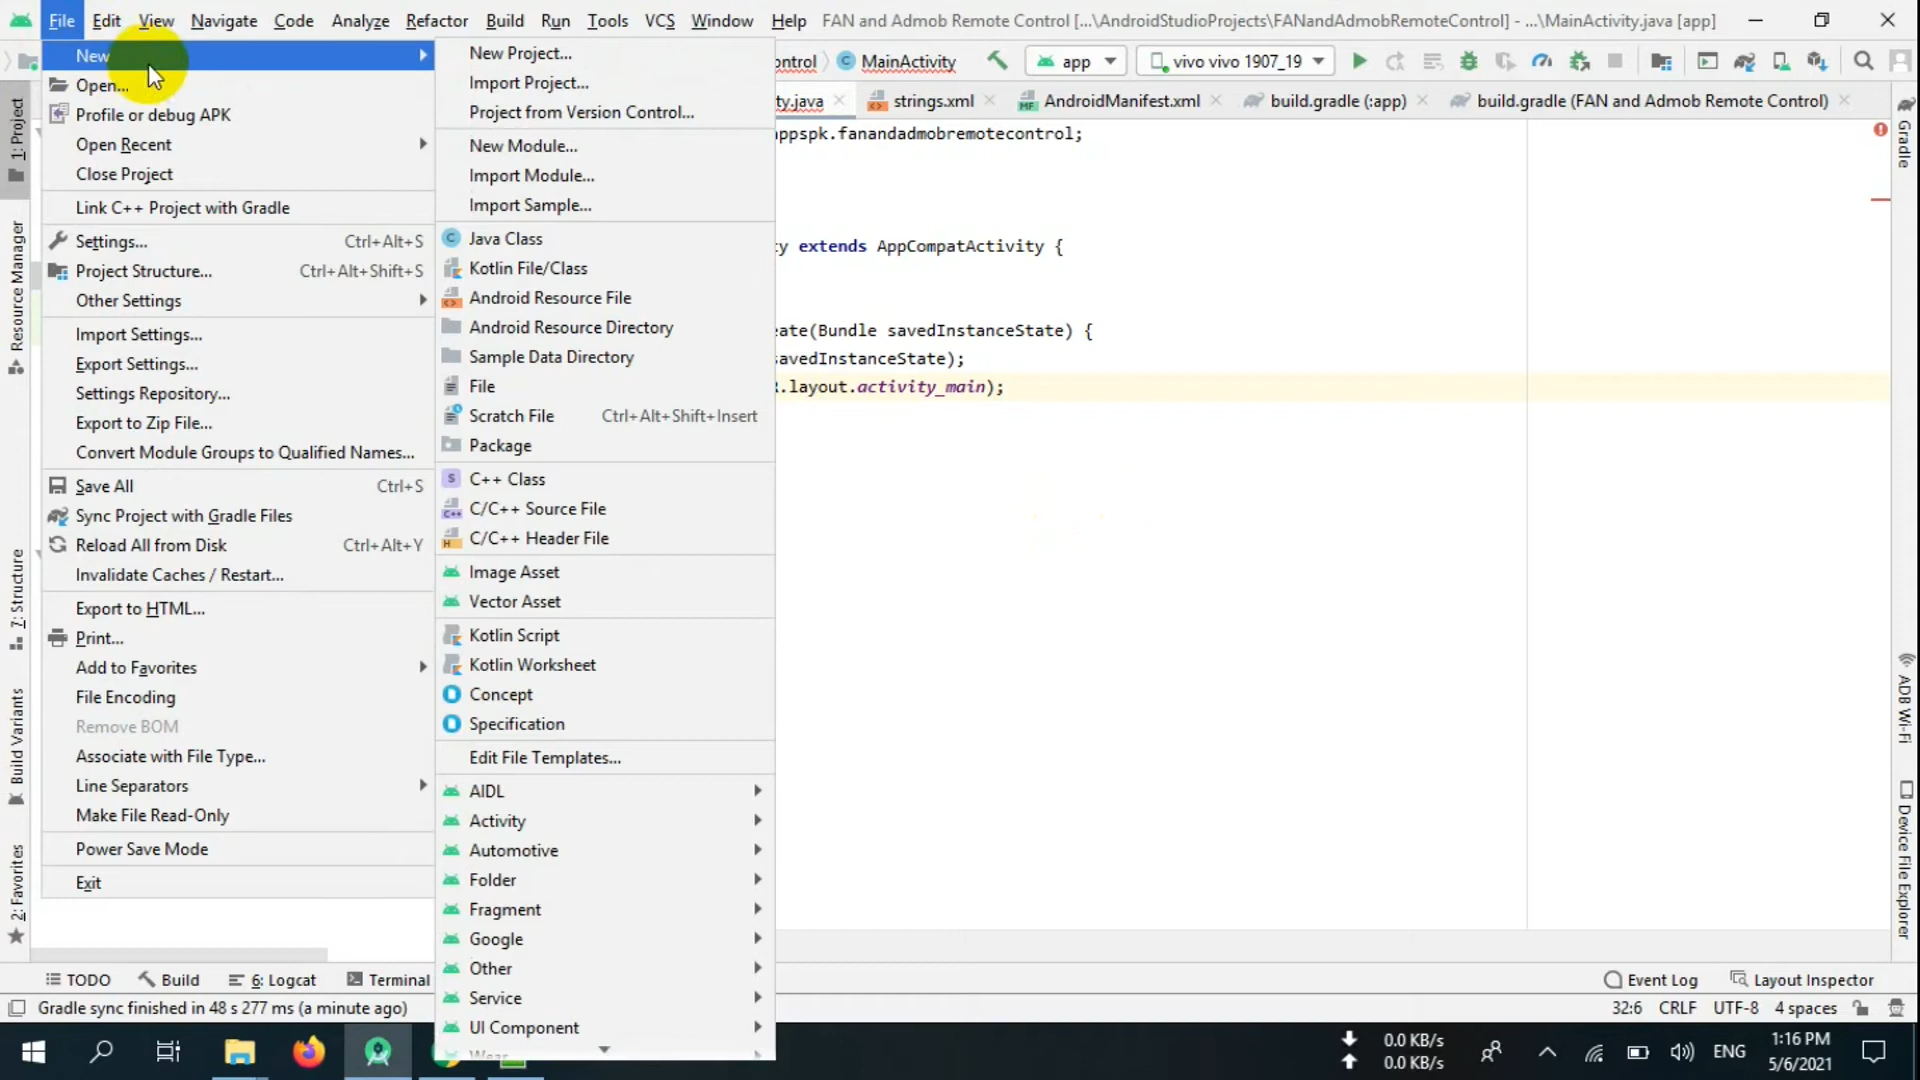 File Edit View Navigate Code Analyze Refactor Build Run Tools VCS Window Help FAN and Admob Remote Control [...\AndroidStudioProjects\FANandAdmobRemoteControl] - ...\MainActivity.java [app]
ontrol MainActivity app vivo vivo 1907_19
ty.java strings.xml AndroidManifest.xml build.gradle (:app) build.gradle (FAN and Admob Remote Control)
New
Open...
Profile or debug APK
Open Recent
Close Project
Link C++ Project with Gradle
Settings... Ctrl+Alt+S
Project Structure... Ctrl+Alt+Shift+S
Other Settings
Import Settings...
Export Settings...
Settings Repository...
Export to Zip File...
Convert Module Groups to Qualified Names...
Save All Ctrl+S
Sync Project with Gradle Files
Reload All from Disk Ctrl+Alt+Y
Invalidate Caches / Restart...
Export to HTML...
Print...
Add to Favorites
File Encoding
Remove BOM
Associate with File Type...
Line Separators
Make File Read-Only
Power Save Mode
Exit
New Project...
Import Project...
Project from Version Control...
New Module...
Import Module...
Import Sample...
Java Class
Kotlin File/Class
Android Resource File
Android Resource Directory
Sample Data Directory
File
Scratch File Ctrl+Alt+Shift+Insert
Package
C++ Class
C/C++ Source File
C/C++ Header File
Image Asset
Vector Asset
Kotlin Script
Kotlin Worksheet
Concept
Specification
Edit File Templates...
AIDL
Activity
Automotive
Folder
Fragment
Google
Other
Service
UI Component
Wear
ppspk.fanandadmobremotecontrol;
ty extends AppCompatActivity {
eate(Bundle savedInstanceState) {
savedInstanceState);
R.layout.activity_main);
1: Project
Resource Manager
7: Structure
Build Variants
2: Favorites
Gradle
ADB Wi-Fi
Device File Explorer
TODO Build 6: Logcat Terminal Event Log Layout Inspector
Gradle sync finished in 48 s 277 ms (a minute ago) 32:6 CRLF UTF-8 4 spaces
0.0 KB/s
0.0 KB/s
ENG
1:16 PM
5/6/2021